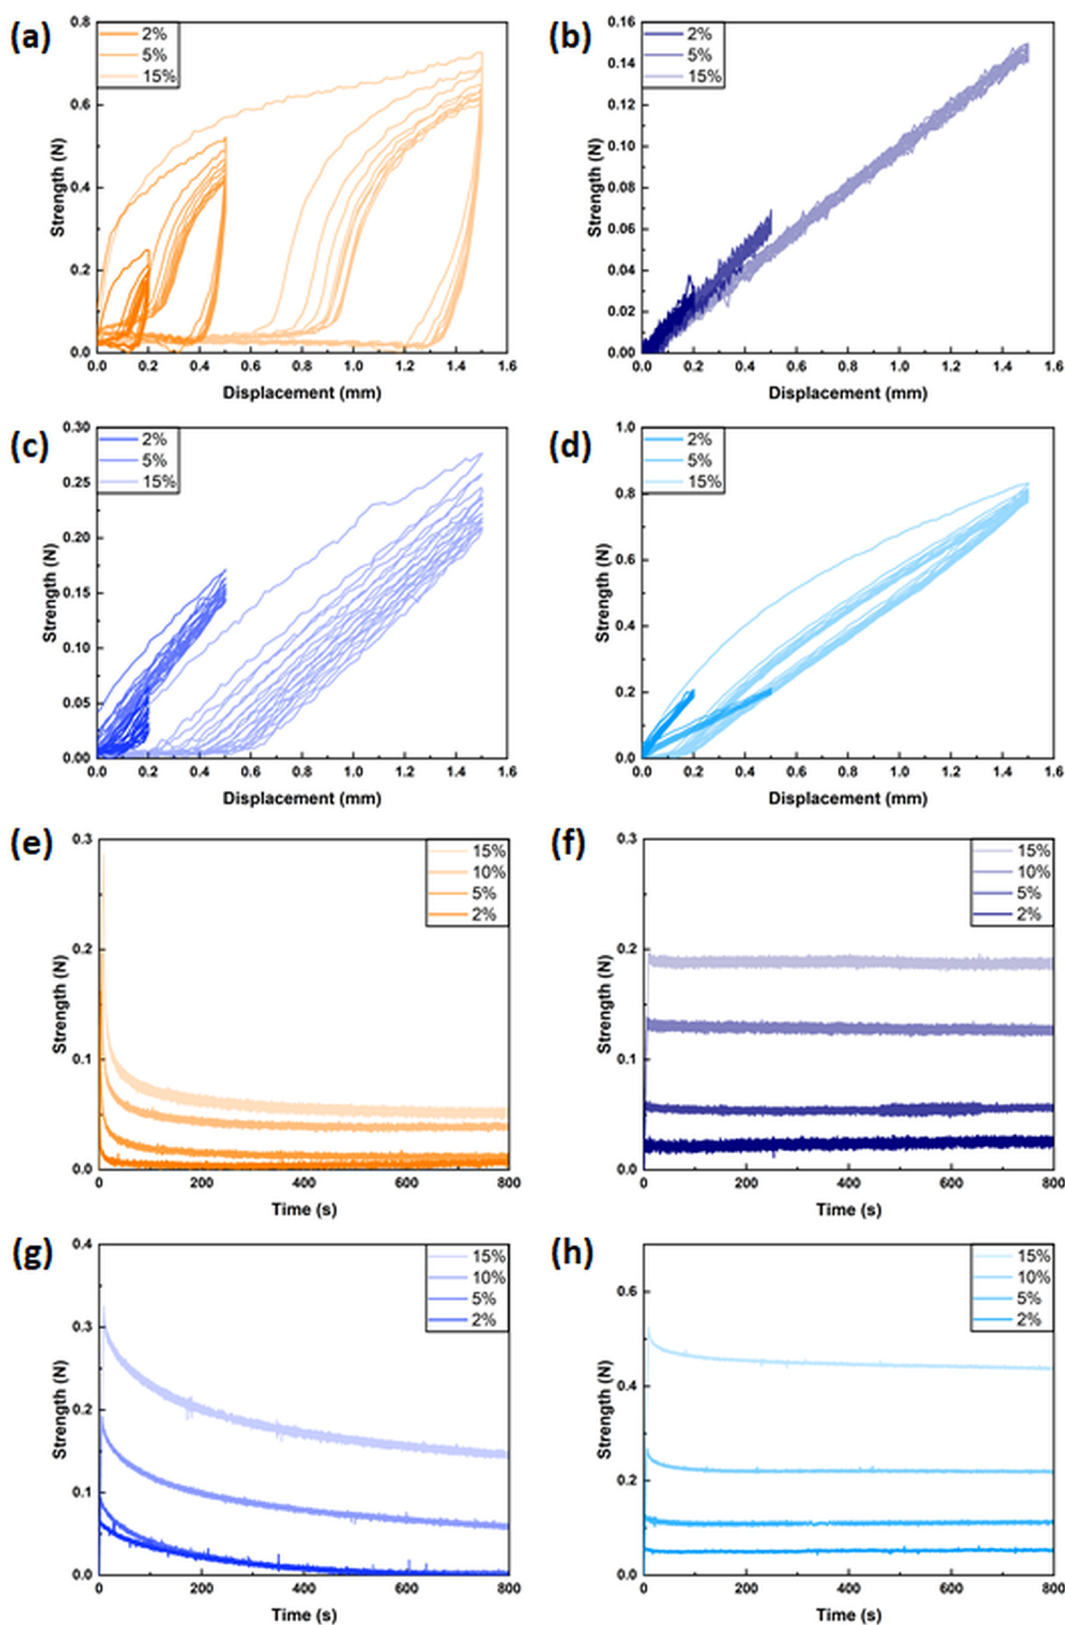 (a)
0.8
0.6
0.4
0.2
0.0
Strength (N)
2%
5%
15%
0.0 0.2 0.4 0.6 0.8 1.0 1.2 1.4 1.6
Displacement (mm)
(b)
0.16
0.14
0.12
0.10
0.08
0.06
0.04
0.02
0.00
Strength (N)
2%
5%
15%
0.0 0.2 0.4 0.6 0.8 1.0 1.2 1.4 1.6
Displacement (mm)
(c)
0.30
0.25
0.20
0.15
0.10
0.05
0.00
Strength (N)
2%
5%
15%
0.0 0.2 0.4 0.6 0.8 1.0 1.2 1.4 1.6
Displacement (mm)
(d)
1.0
0.8
0.6
0.4
0.2
0.0
Strength (N)
2%
5%
15%
0.0 0.2 0.4 0.6 0.8 1.0 1.2 1.4 1.6
Displacement (mm)
(e)
0.3
0.2
0.1
0.0
Strength (N)
15%
10%
5%
2%
0 200 400 600 800
Time (s)
(f)
0.3
0.2
0.1
0.0
Strength (N)
15%
10%
5%
2%
0 200 400 600 800
Time (s)
(g)
0.4
0.3
0.2
0.1
0.0
Strength (N)
15%
10%
5%
2%
0 200 400 600 800
Time (s)
(h)
0.6
0.4
0.2
0.0
Strength (N)
15%
10%
5%
2%
0 200 400 600 800
Time (s)